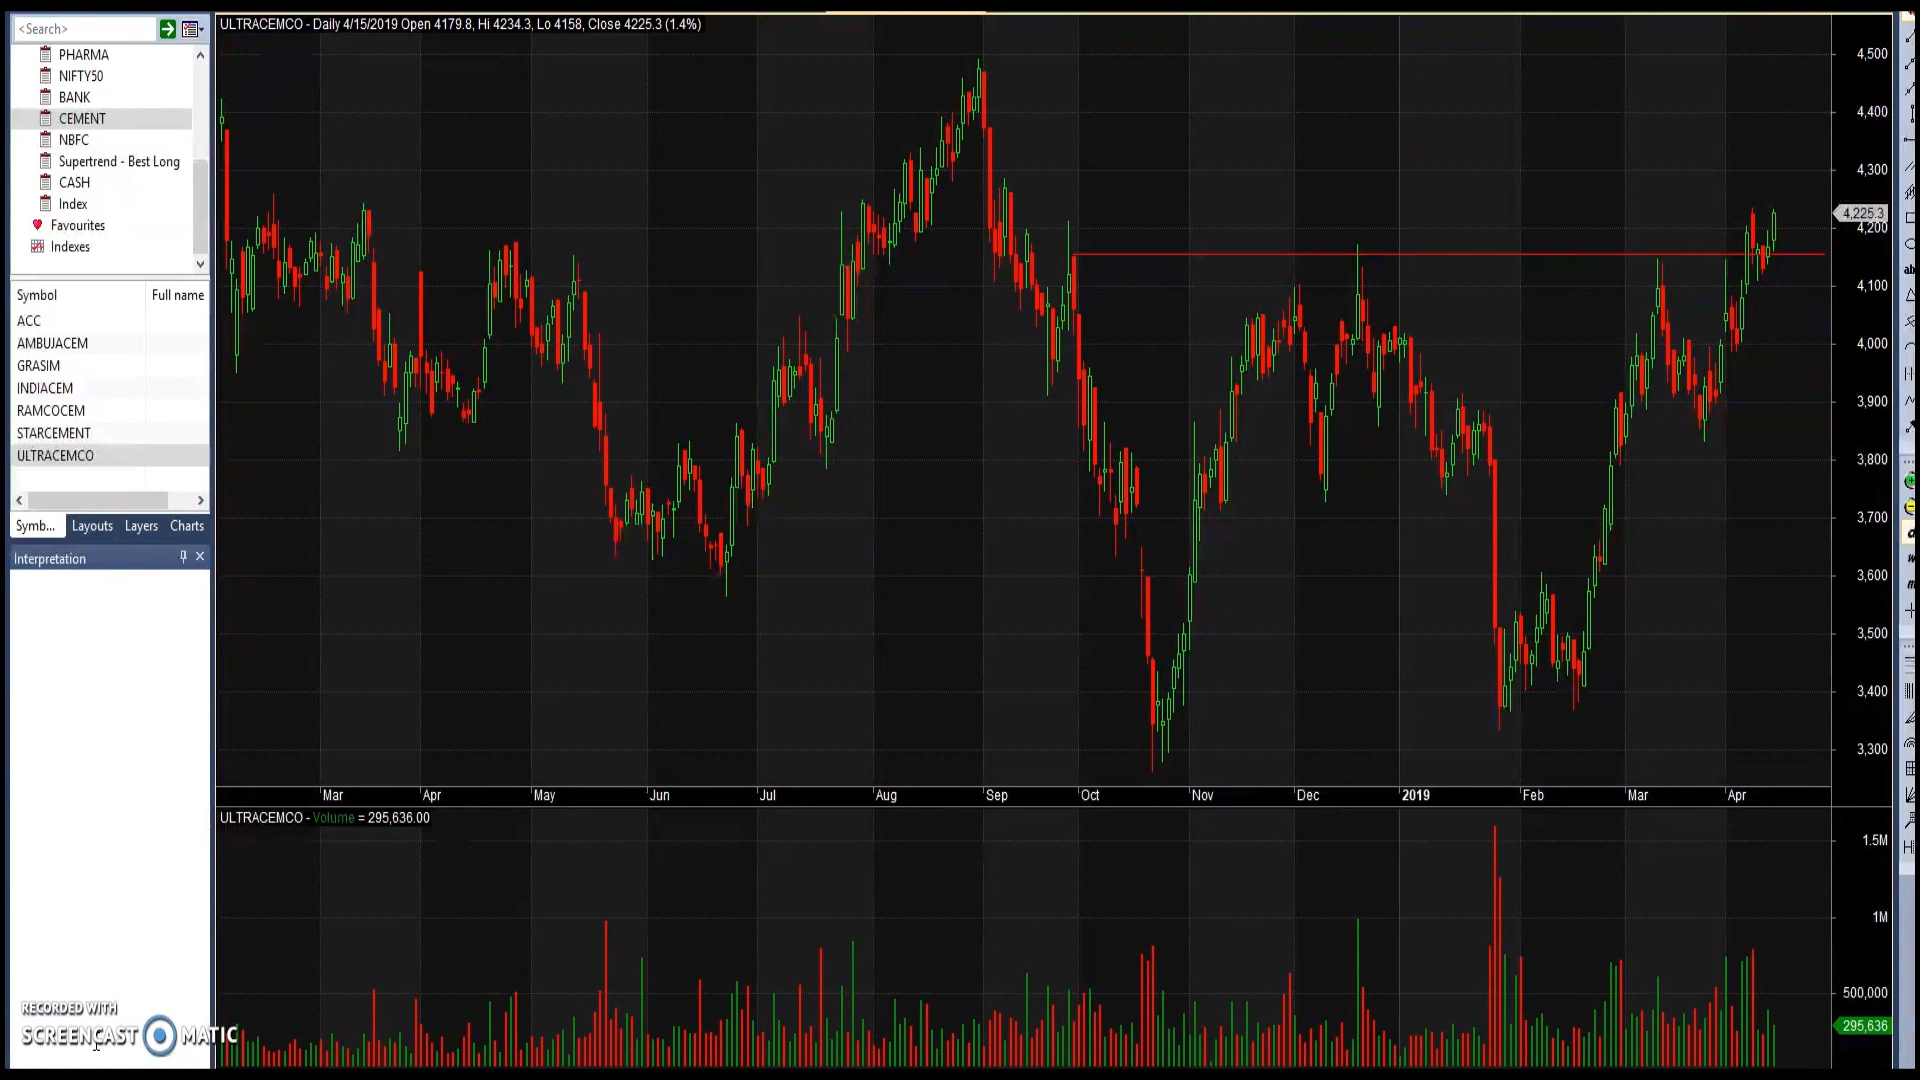 <Search>
PHARMA
NIFTY50
BANK
CEMENT
NBFC
Supertrend - Best Long
CASH
Index
Favourites
Indexes
Symbol Full name
ACC
AMBUJACEM
GRASIM
INDIACEM
RAMCOCEM
STARCEMENT
ULTRACEMCO
Symb... Layouts Layers Charts
Interpretation
RECORDED WITH
SCREENCAST MATIC
ULTRACEMCO - Daily 4/15/2019 Open 4179.8, Hi 4234.3, Lo 4158, Close 4225.3 (1.4%)
4,500
4,400
4,300
4,225.3
4,200
4,100
4,000
3,900
3,800
3,700
3,600
3,500
3,400
3,300
Mar Apr May Jun Jul Aug Sep Oct Nov Dec 2019 Feb Mar Apr
ULTRACEMCO - Volume = 295,636.00
1.5M
1M
500,000
295,636